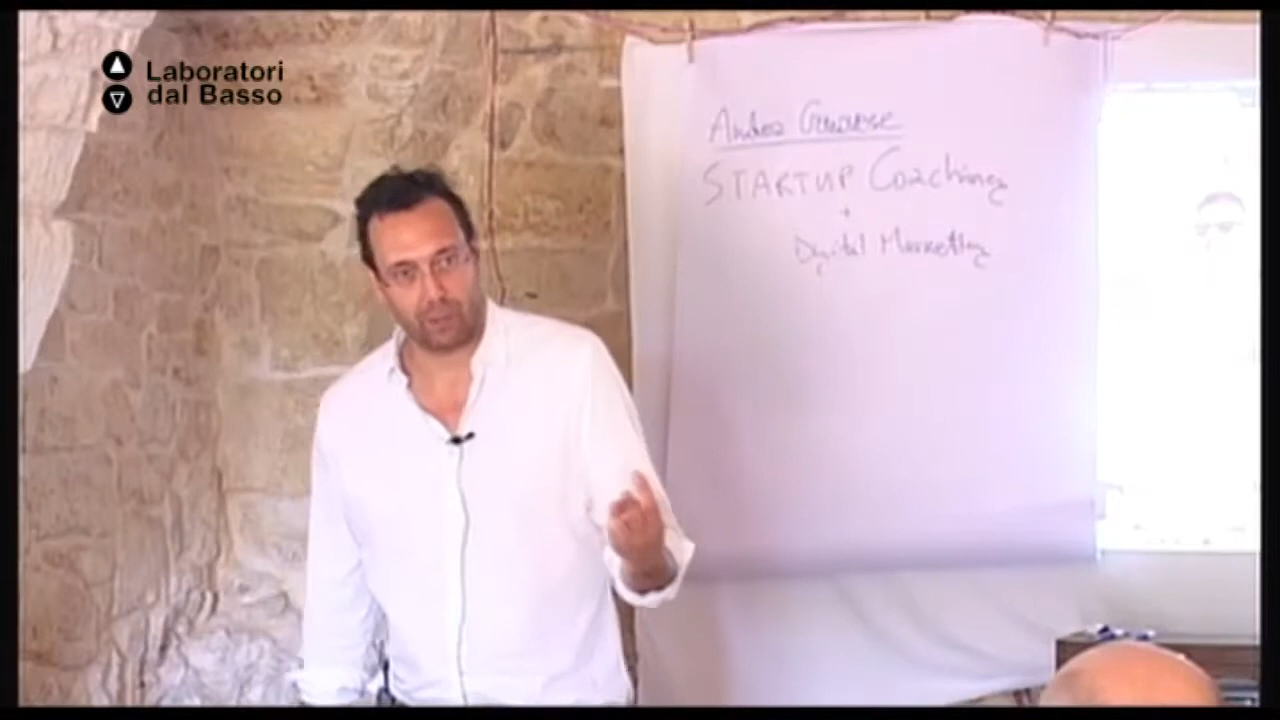 Laboratori
dal Basso
Andrea Genovese
STARTUP Coaching
+
Digital Marketing